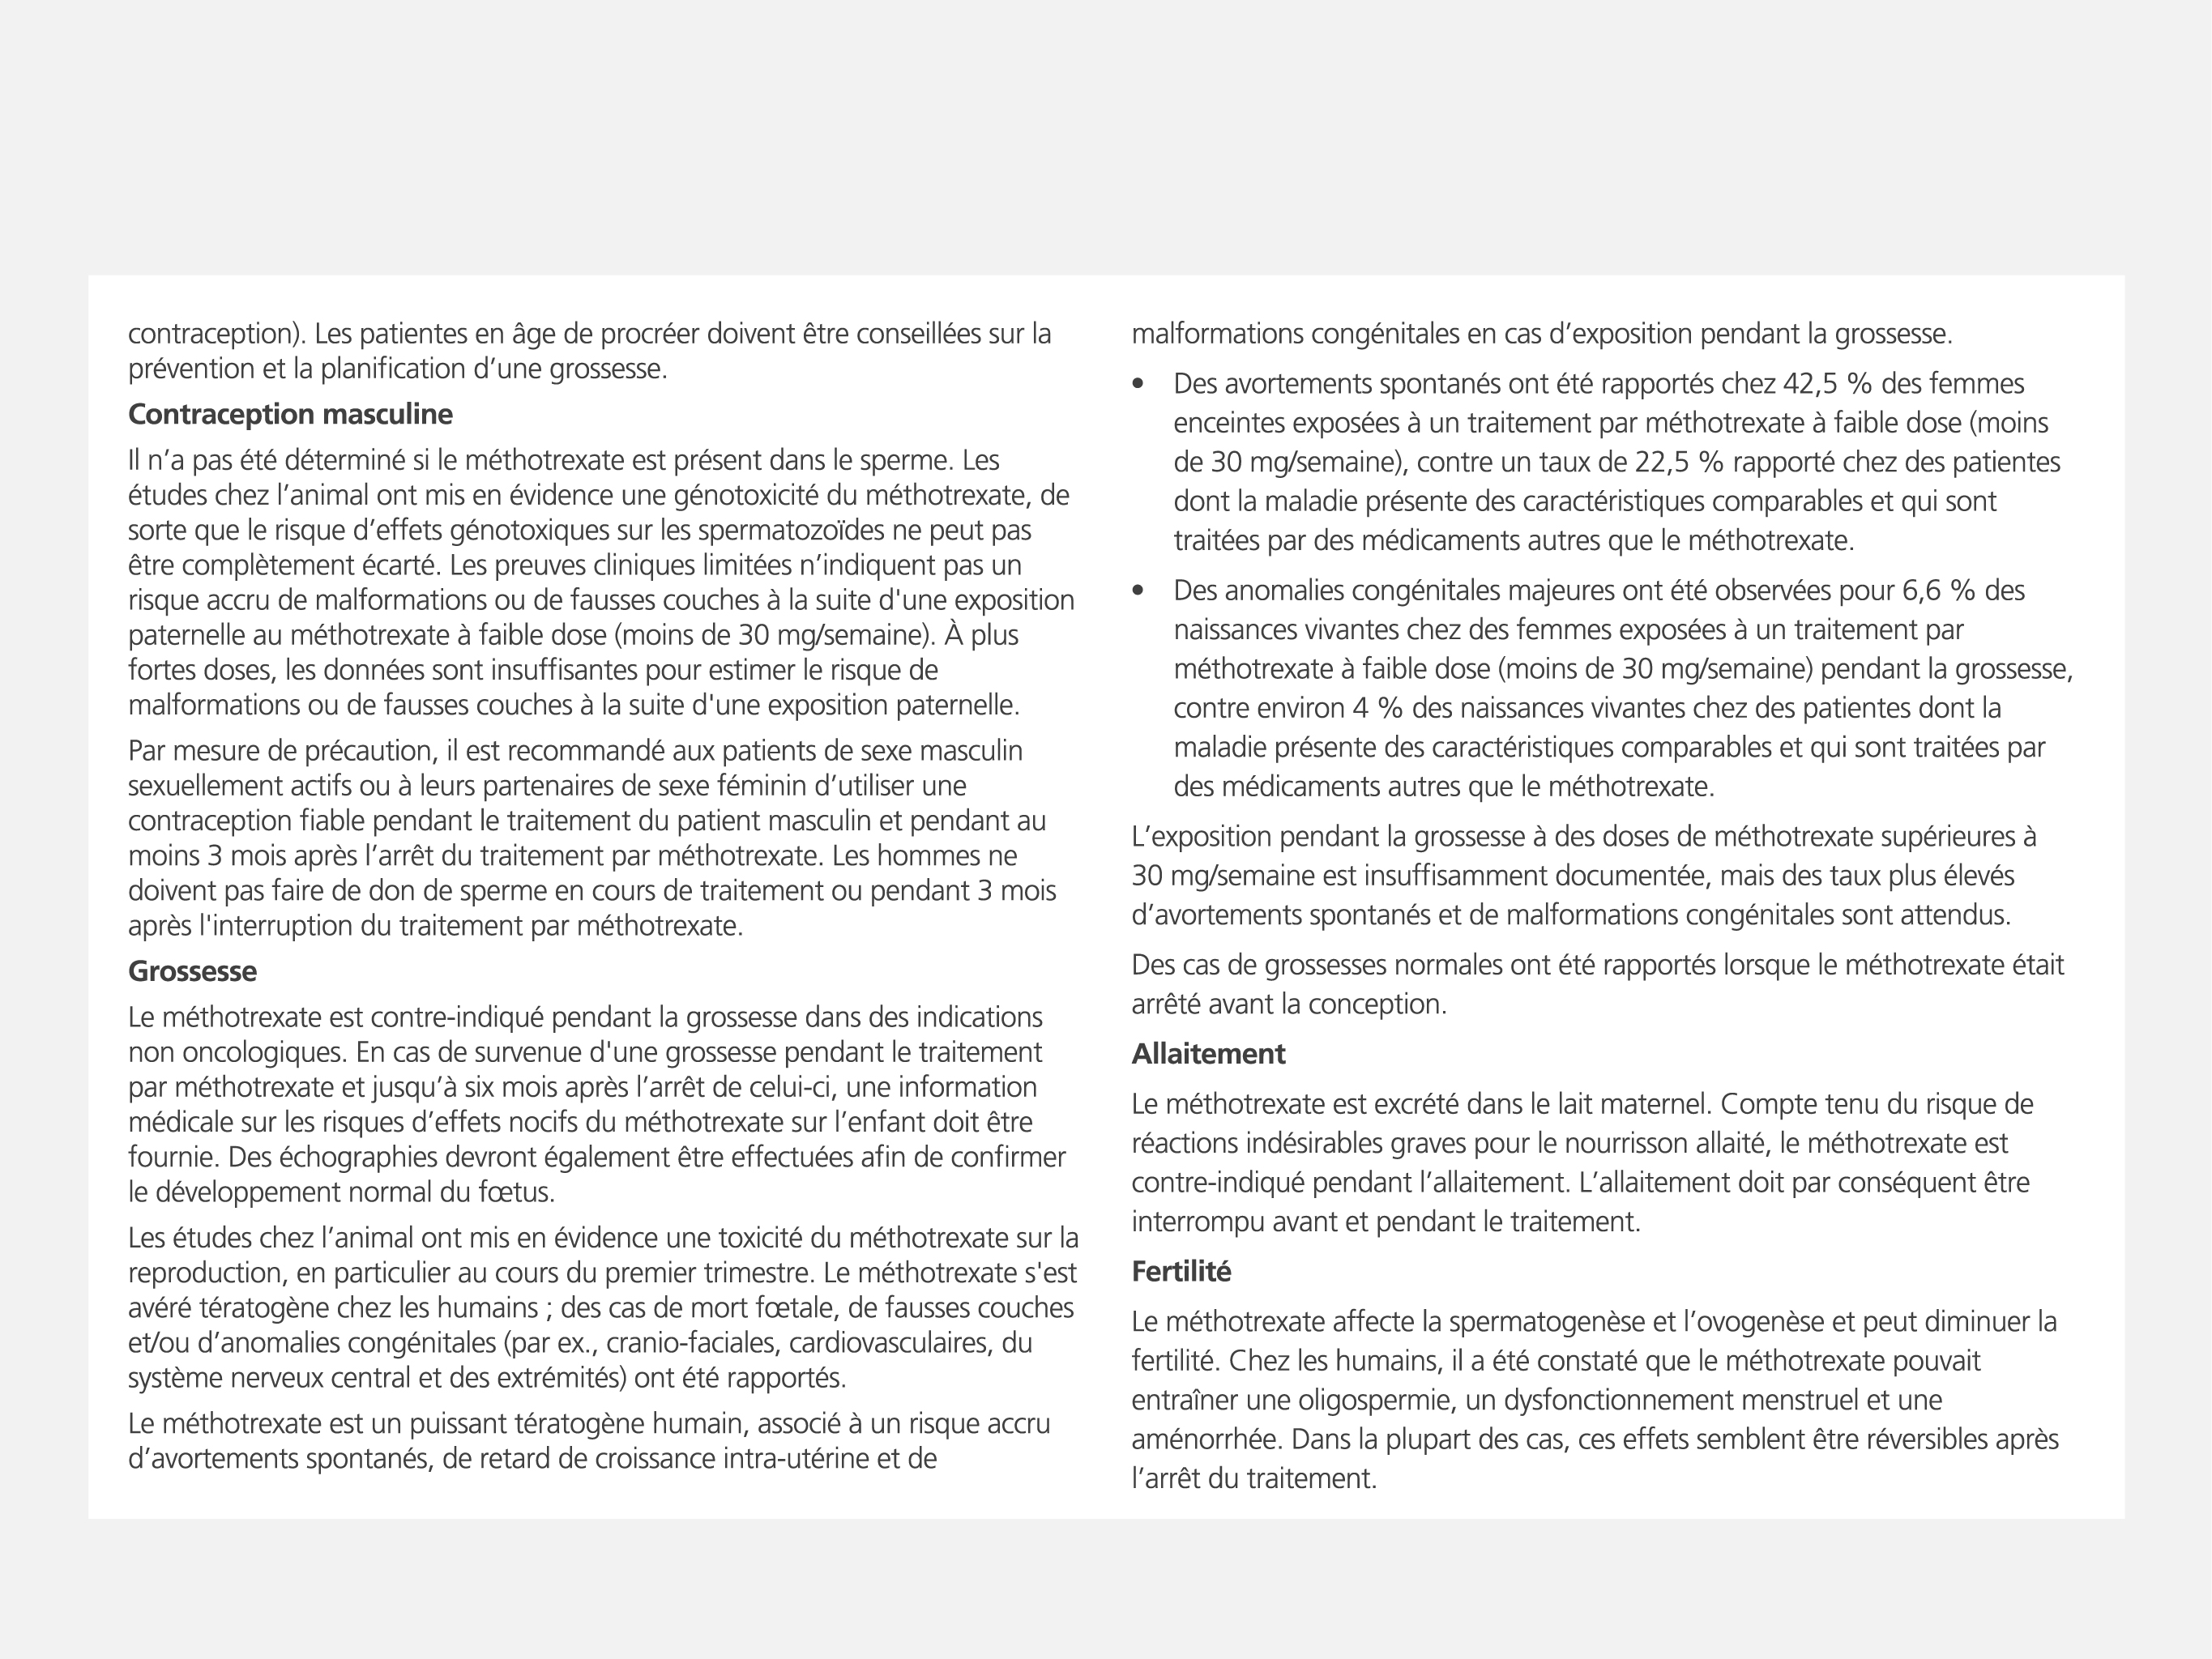 contraception). Les patientes en âge de procréer doivent être conseillées sur la
prévention et la planification d’une grossesse.
Contraception masculine
Il n’a pas été déterminé si le méthotrexate est présent dans le sperme. Les
études chez l’animal ont mis en évidence une génotoxicité du méthotrexate, de
sorte que le risque d’effets génotoxiques sur les spermatozoïdes ne peut pas
être complètement écarté. Les preuves cliniques limitées n’indiquent pas un
risque accru de malformations ou de fausses couches à la suite d'une exposition
paternelle au méthotrexate à faible dose (moins de 30 mg/semaine). À plus
fortes doses, les données sont insuffisantes pour estimer le risque de
malformations ou de fausses couches à la suite d'une exposition paternelle.
Par mesure de précaution, il est recommandé aux patients de sexe masculin
sexuellement actifs ou à leurs partenaires de sexe féminin d’utiliser une
contraception fiable pendant le traitement du patient masculin et pendant au
moins 3 mois après l’arrêt du traitement par méthotrexate. Les hommes ne
doivent pas faire de don de sperme en cours de traitement ou pendant 3 mois
après l'interruption du traitement par méthotrexate.
Grossesse
Le méthotrexate est contre-indiqué pendant la grossesse dans des indications
non oncologiques. En cas de survenue d'une grossesse pendant le traitement
par méthotrexate et jusqu’à six mois après l’arrêt de celui-ci, une information
médicale sur les risques d’effets nocifs du méthotrexate sur l’enfant doit être
fournie. Des échographies devront également être effectuées afin de confirmer
le développement normal du fœtus.
Les études chez l’animal ont mis en évidence une toxicité du méthotrexate sur la
reproduction, en particulier au cours du premier trimestre. Le méthotrexate s'est
avéré tératogène chez les humains ; des cas de mort fœtale, de fausses couches
et/ou d’anomalies congénitales (par ex., cranio-faciales, cardiovasculaires, du
système nerveux central et des extrémités) ont été rapportés.
Le méthotrexate est un puissant tératogène humain, associé à un risque accru
d’avortements spontanés, de retard de croissance intra-utérine et de
malformations congénitales en cas d’exposition pendant la grossesse.
• Des avortements spontanés ont été rapportés chez 42,5 % des femmes
enceintes exposées à un traitement par méthotrexate à faible dose (moins
de 30 mg/semaine), contre un taux de 22,5 % rapporté chez des patientes
dont la maladie présente des caractéristiques comparables et qui sont
traitées par des médicaments autres que le méthotrexate.
• Des anomalies congénitales majeures ont été observées pour 6,6 % des
naissances vivantes chez des femmes exposées à un traitement par
méthotrexate à faible dose (moins de 30 mg/semaine) pendant la grossesse,
contre environ 4 % des naissances vivantes chez des patientes dont la
maladie présente des caractéristiques comparables et qui sont traitées par
des médicaments autres que le méthotrexate.
L’exposition pendant la grossesse à des doses de méthotrexate supérieures à
30 mg/semaine est insuffisamment documentée, mais des taux plus élevés
d’avortements spontanés et de malformations congénitales sont attendus.
Des cas de grossesses normales ont été rapportés lorsque le méthotrexate était
arrêté avant la conception.
Allaitement
Le méthotrexate est excrété dans le lait maternel. Compte tenu du risque de
réactions indésirables graves pour le nourrisson allaité, le méthotrexate est
contre-indiqué pendant l’allaitement. L’allaitement doit par conséquent être
interrompu avant et pendant le traitement.
Fertilité
Le méthotrexate affecte la spermatogenèse et l’ovogenèse et peut diminuer la
fertilité. Chez les humains, il a été constaté que le méthotrexate pouvait
entraîner une oligospermie, un dysfonctionnement menstruel et une
aménorrhée. Dans la plupart des cas, ces effets semblent être réversibles après
l’arrêt du traitement.